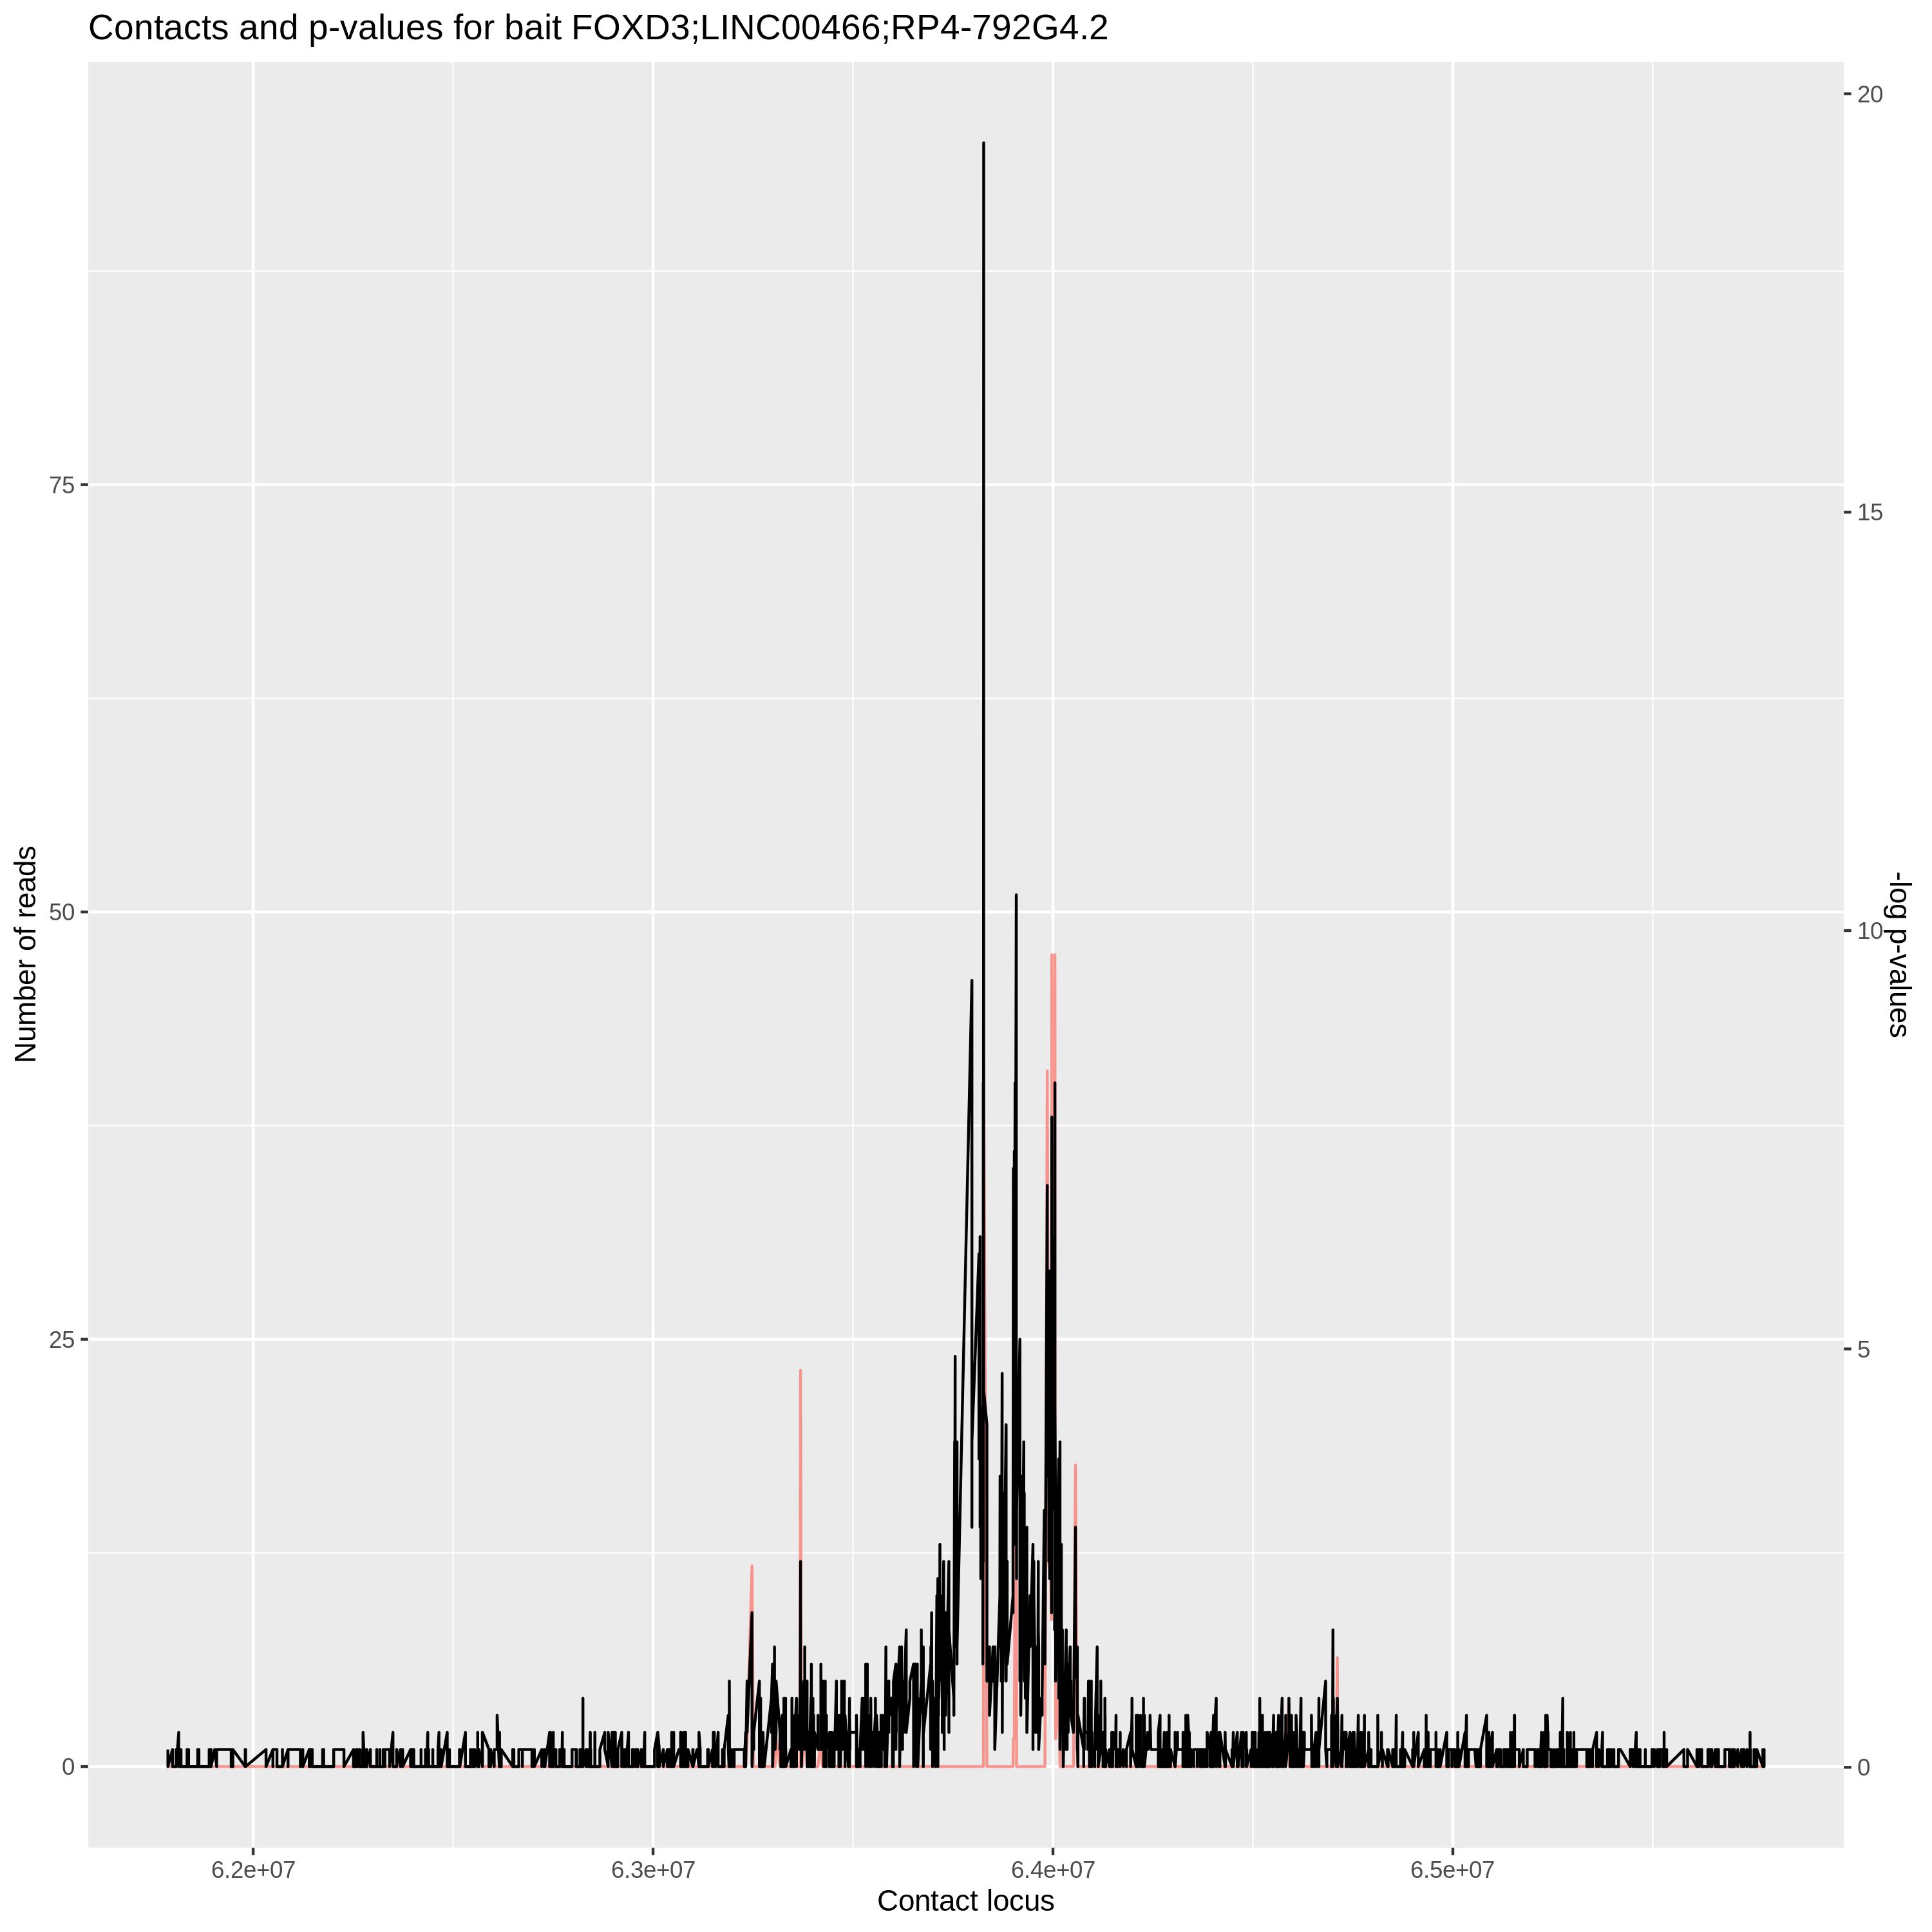 Contacts and p-values for bait FOXD3;LINC00466;RP4-792G4.2
20
75
15
Number of reads
50
10
-log p-values
25
5
0
0
6.2e+07
6.3e+07
6.4e+07
6.5e+07
Contact locus